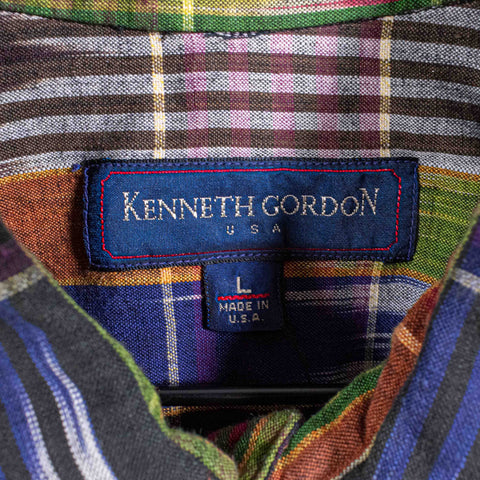 KENNETH GORDON
USA
L
MADE IN
U.S.A.